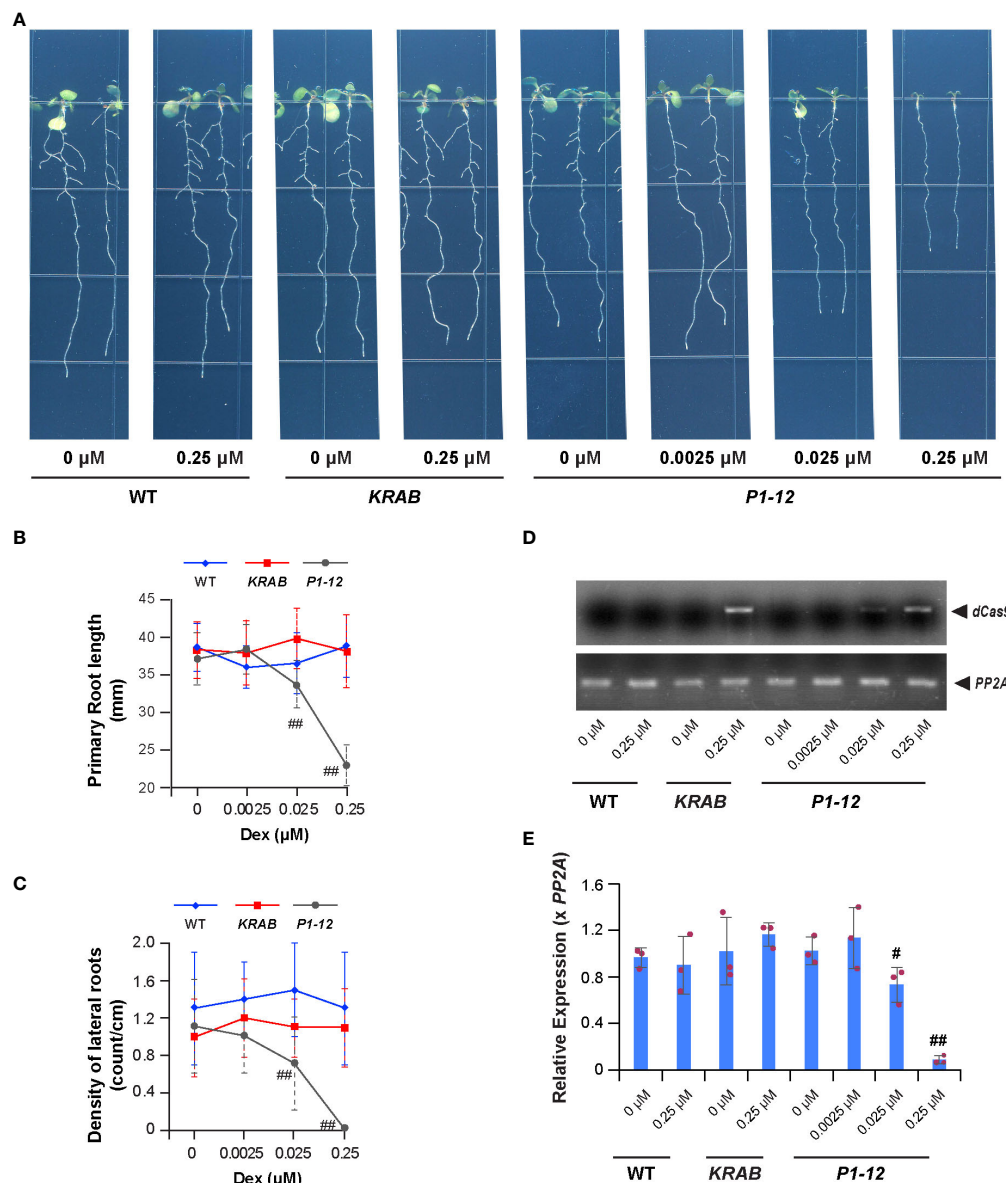 A
0 µM 0.25 µM 0 µM 0.25 µM 0 µM 0.0025 µM 0.025 µM 0.25 µM
WT KRAB P1-12
B
WT KRAB P1-12
45
40
35
30
25
20
Primary Root length
(mm)
## ##
0 0.0025 0.025 0.25
Dex (µM)
C
WT KRAB P1-12
2.0
1.6
1.2
0.8
0.4
0
Density of lateral roots
(count/cm)
## ##
0 0.0025 0.025 0.25
Dex (µM)
D
dCas9
PP2A
0 µM 0.25 µM 0 µM 0.25 µM 0 µM 0.0025 µM 0.025 µM 0.25 µM
WT KRAB P1-12
E
1.6
1.2
0.8
0.4
0
Relative Expression (x PP2A)
# ##
0 µM 0.25 µM 0 µM 0.25 µM 0 µM 0.0025 µM 0.025 µM 0.25 µM
WT KRAB P1-12